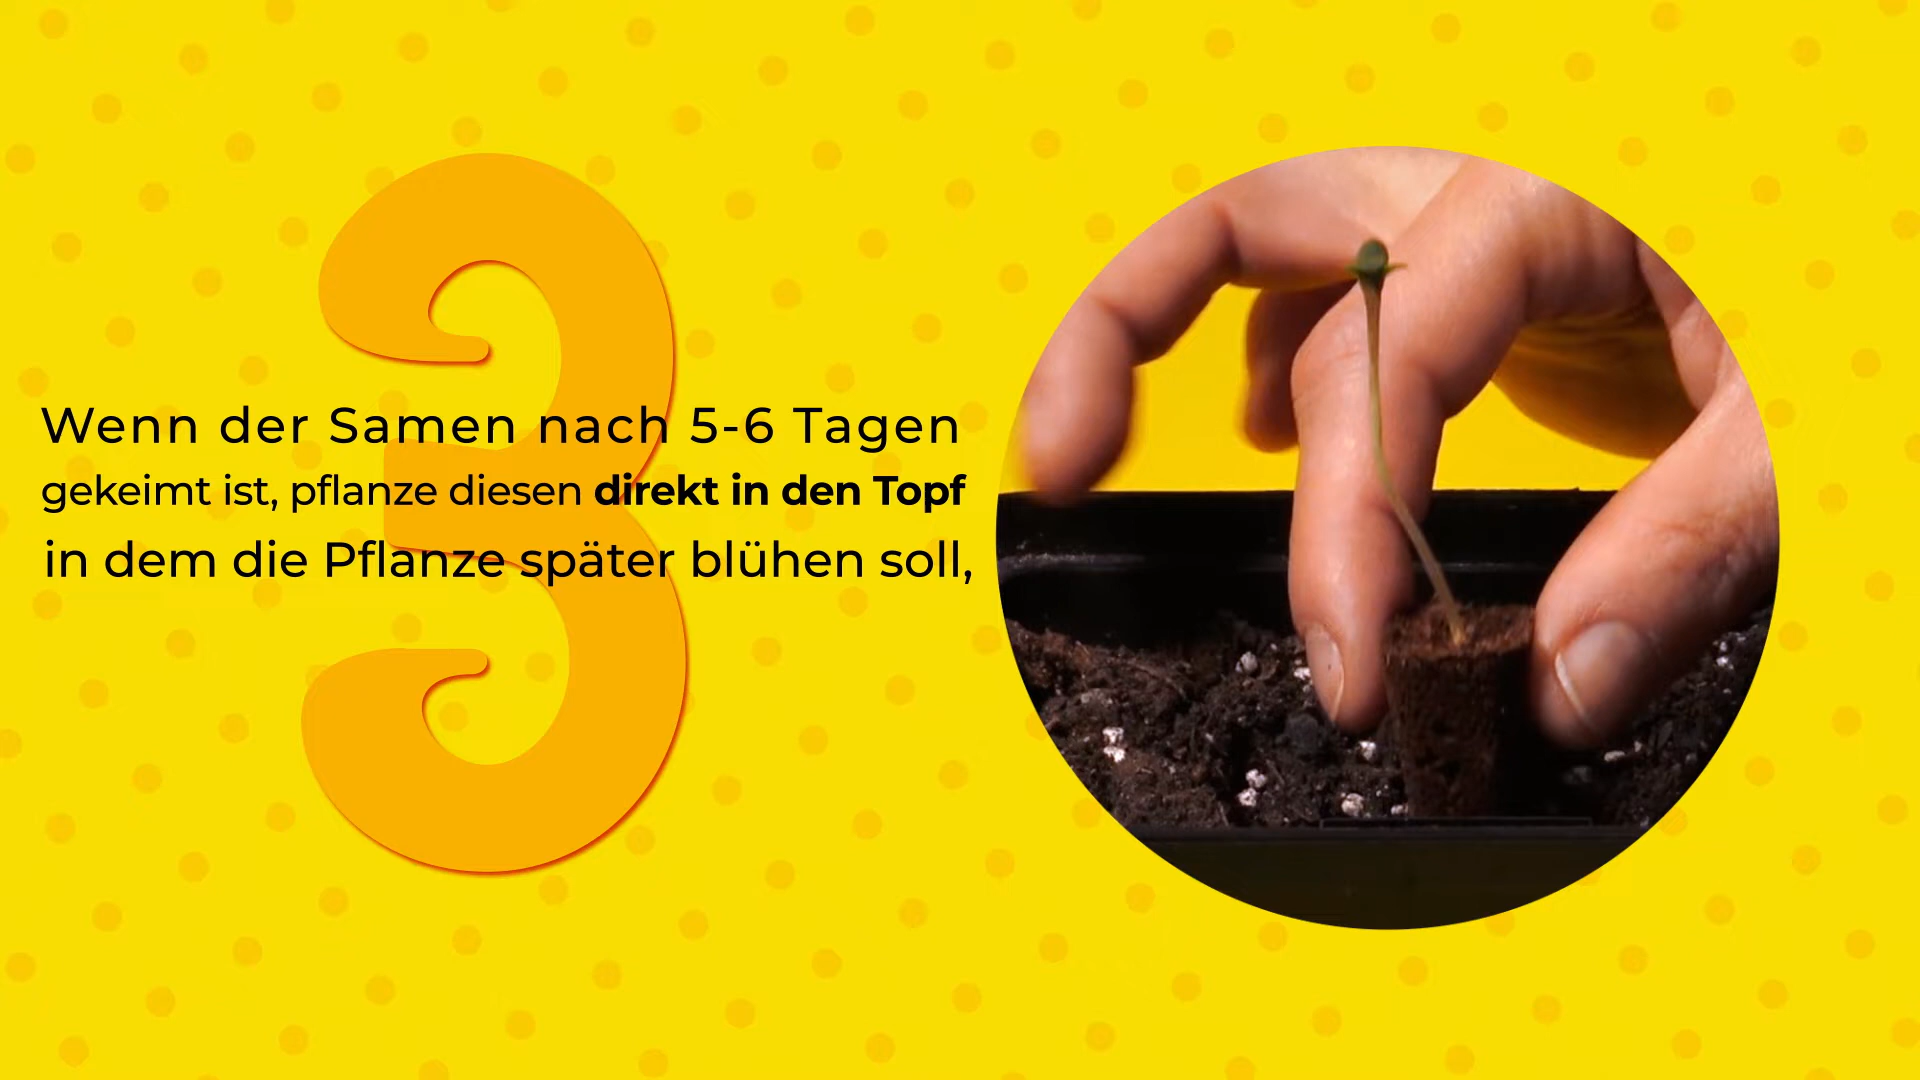 3
Wenn der Samen nach 5-6 Tagen
gekeimt ist, pflanze diesen direkt in den Topf
in dem die Pflanze später blühen soll,